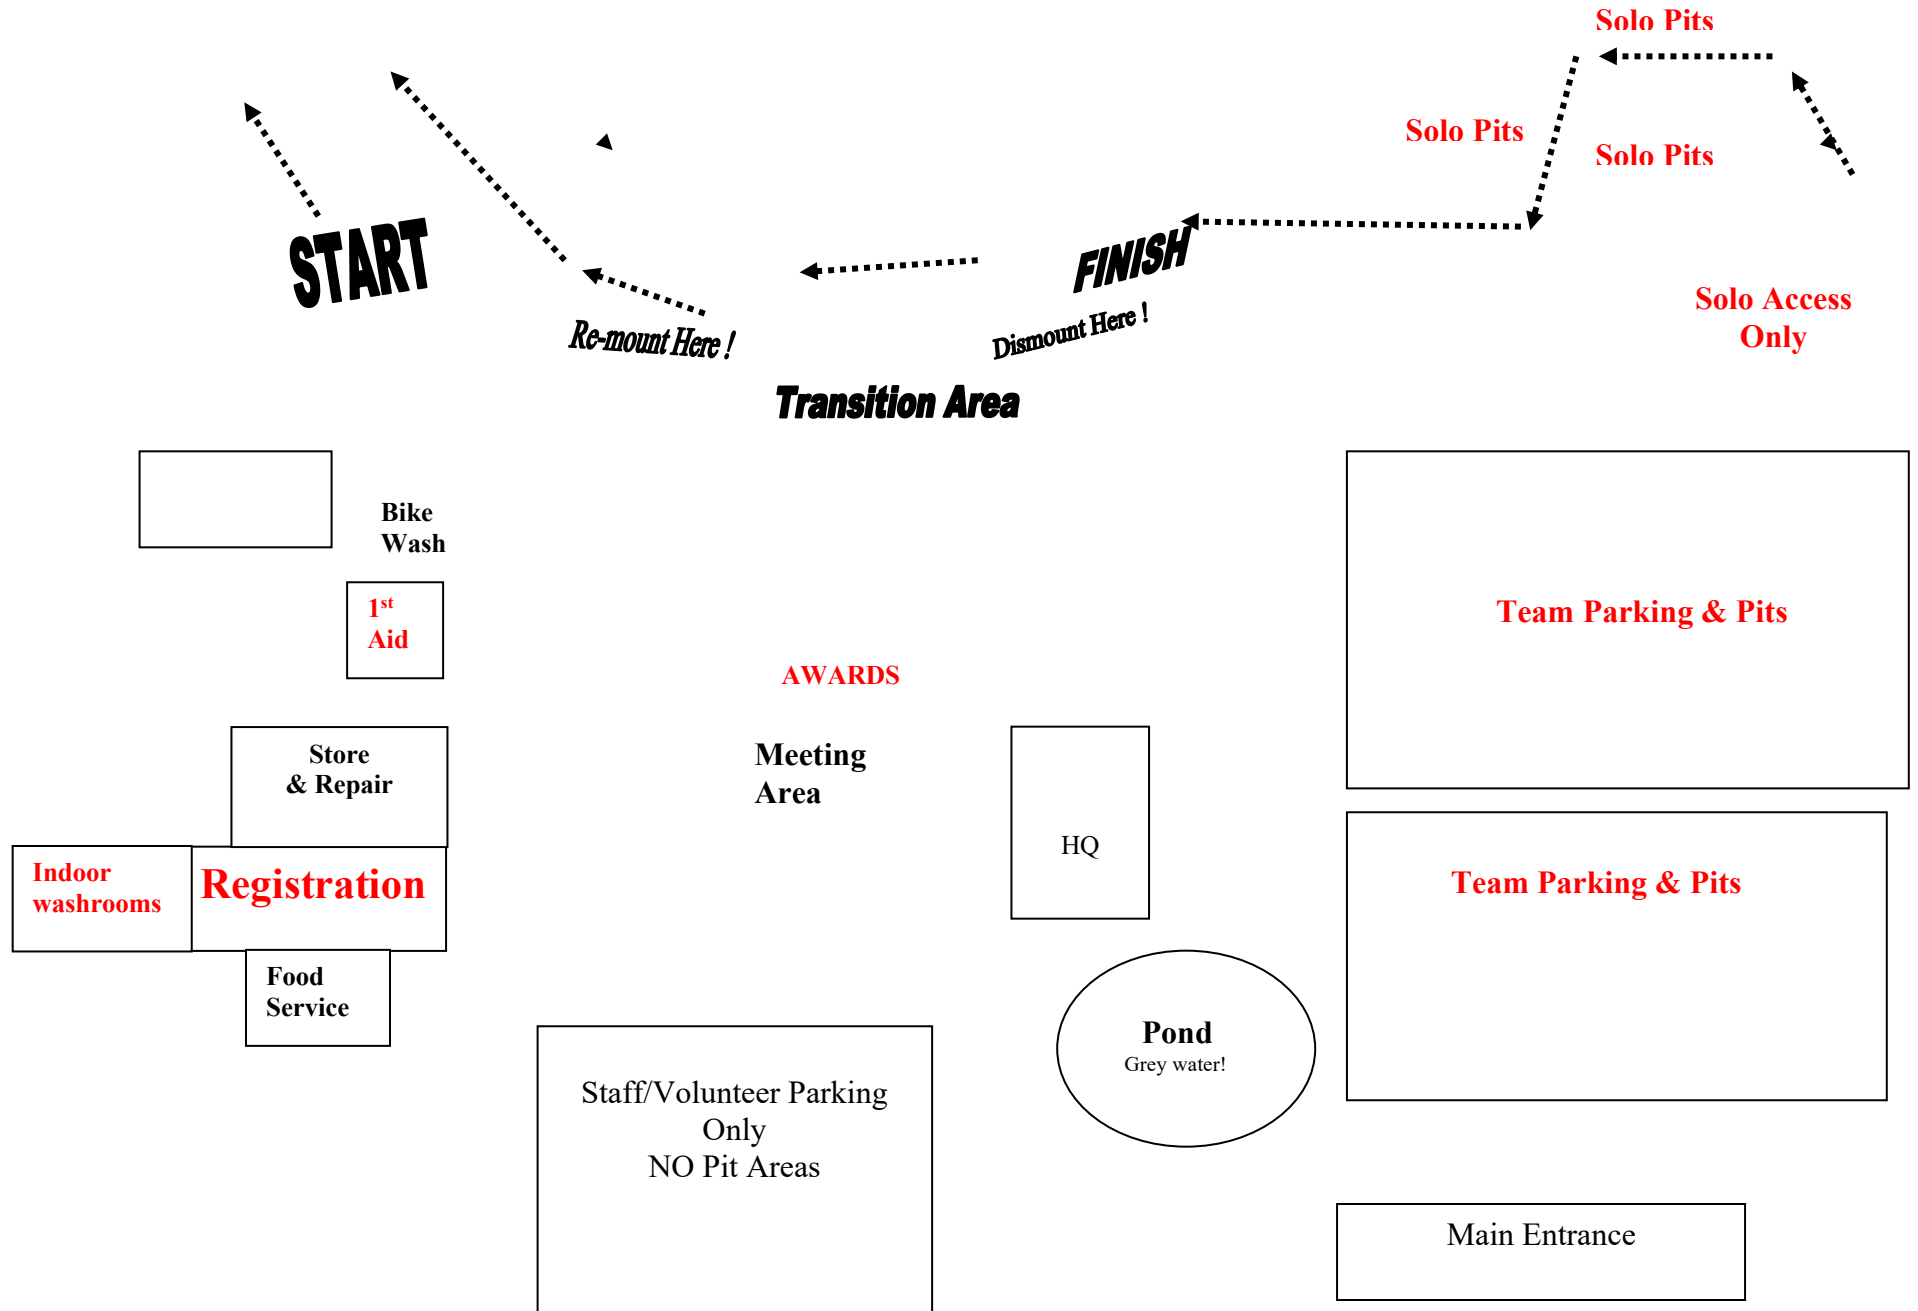 Solo Pits
Solo Pits
Solo Pits
START
FINISH
Solo Access
Only
Re-mount Here !
Dismount Here !
Transition Area
Bike
Wash
1st
Aid
Team Parking & Pits
AWARDS
Store
& Repair
Meeting
Area
HQ
Indoor
washrooms
Registration
Team Parking & Pits
Food
Service
Pond
Grey water!
Staff/Volunteer Parking
Only
NO Pit Areas
Main Entrance